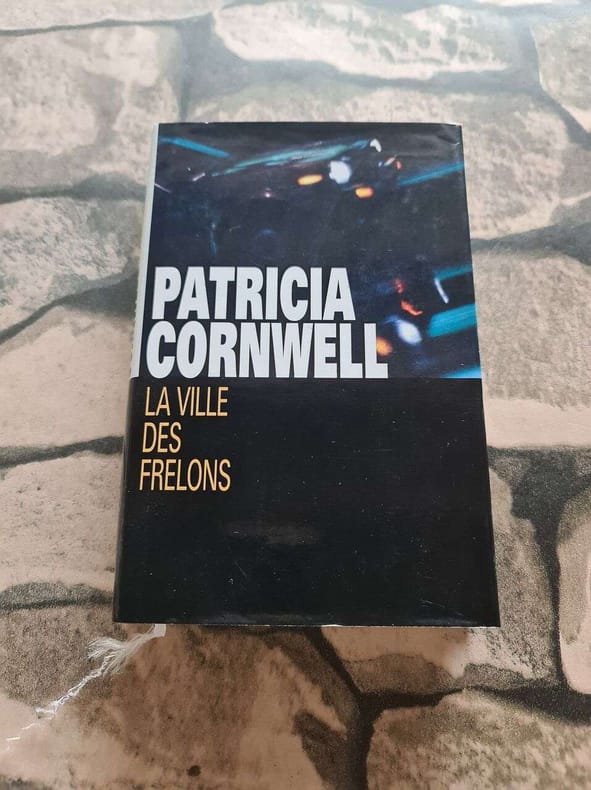 PATRICIA
CORNWELL
LA VILLE
DES
FRELONS